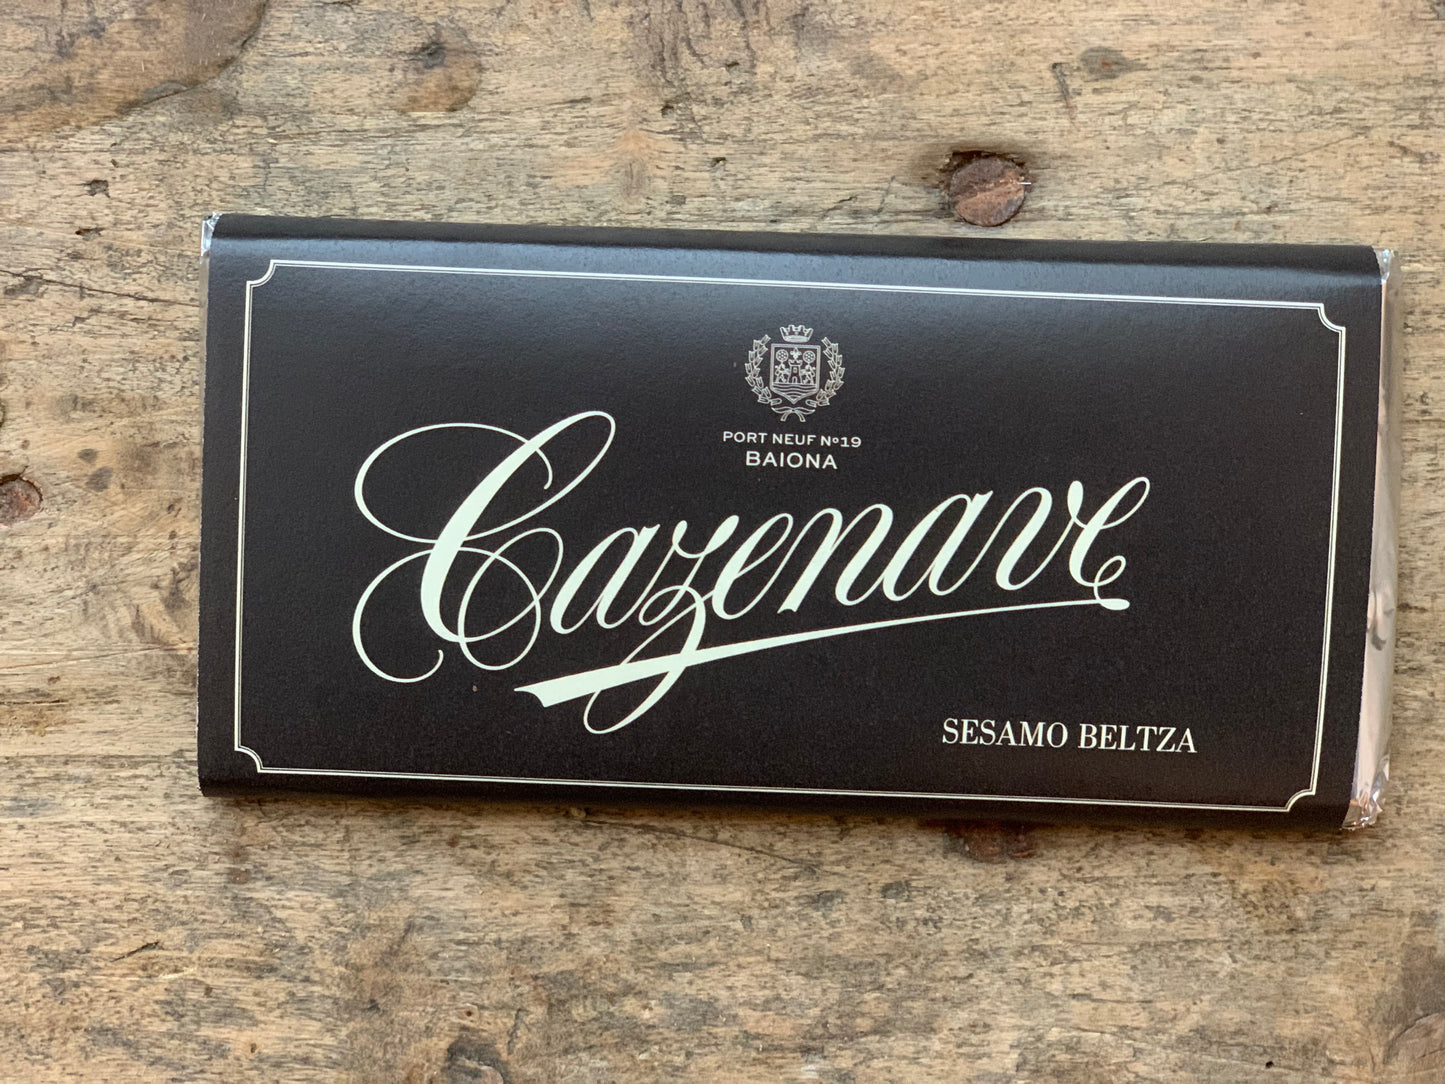 PORT NEUF Nº19
BAIONA
Cazenave
SESAMO BELTZA